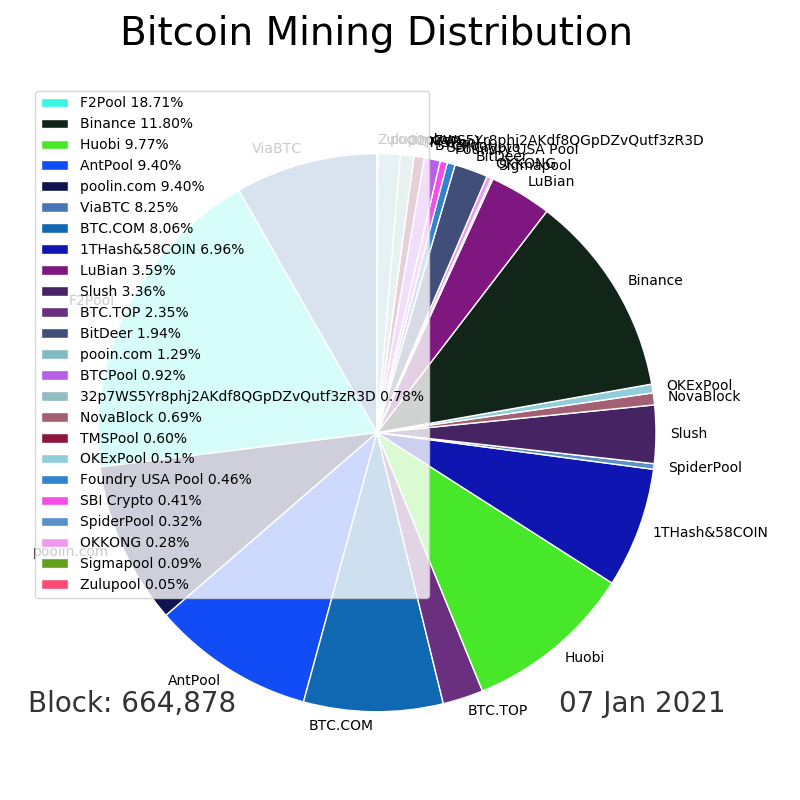 Bitcoin Mining Distribution
F2Pool 18.71%
Binance 11.80%
Huobi 9.77%
AntPool 9.40%
poolin.com 9.40%
ViaBTC 8.25%
BTC.COM 8.06%
1THash&58COIN 6.96%
LuBian 3.59%
Slush 3.36%
BTC.TOP 2.35%
BitDeer 1.94%
pooin.com 1.29%
BTCPool 0.92%
32p7WS5Yr8phj2AKdf8QGpDZvQutf3zR3D 0.78%
NovaBlock 0.69%
TMSPool 0.60%
OKExPool 0.51%
Foundry USA Pool 0.46%
SBI Crypto 0.41%
SpiderPool 0.32%
OKKONG 0.28%
Sigmapool 0.09%
Zulupool 0.05%
ViaBTC
F2Pool
poolin.com
AntPool
BTC.COM
BTC.TOP
Huobi
1THash&58COIN
SpiderPool
Slush
NovaBlock
OKExPool
Binance
LuBian
Sigmapool
OKKONG
BitDeer
Foundry USA Pool
Block: 664,878
07 Jan 2021